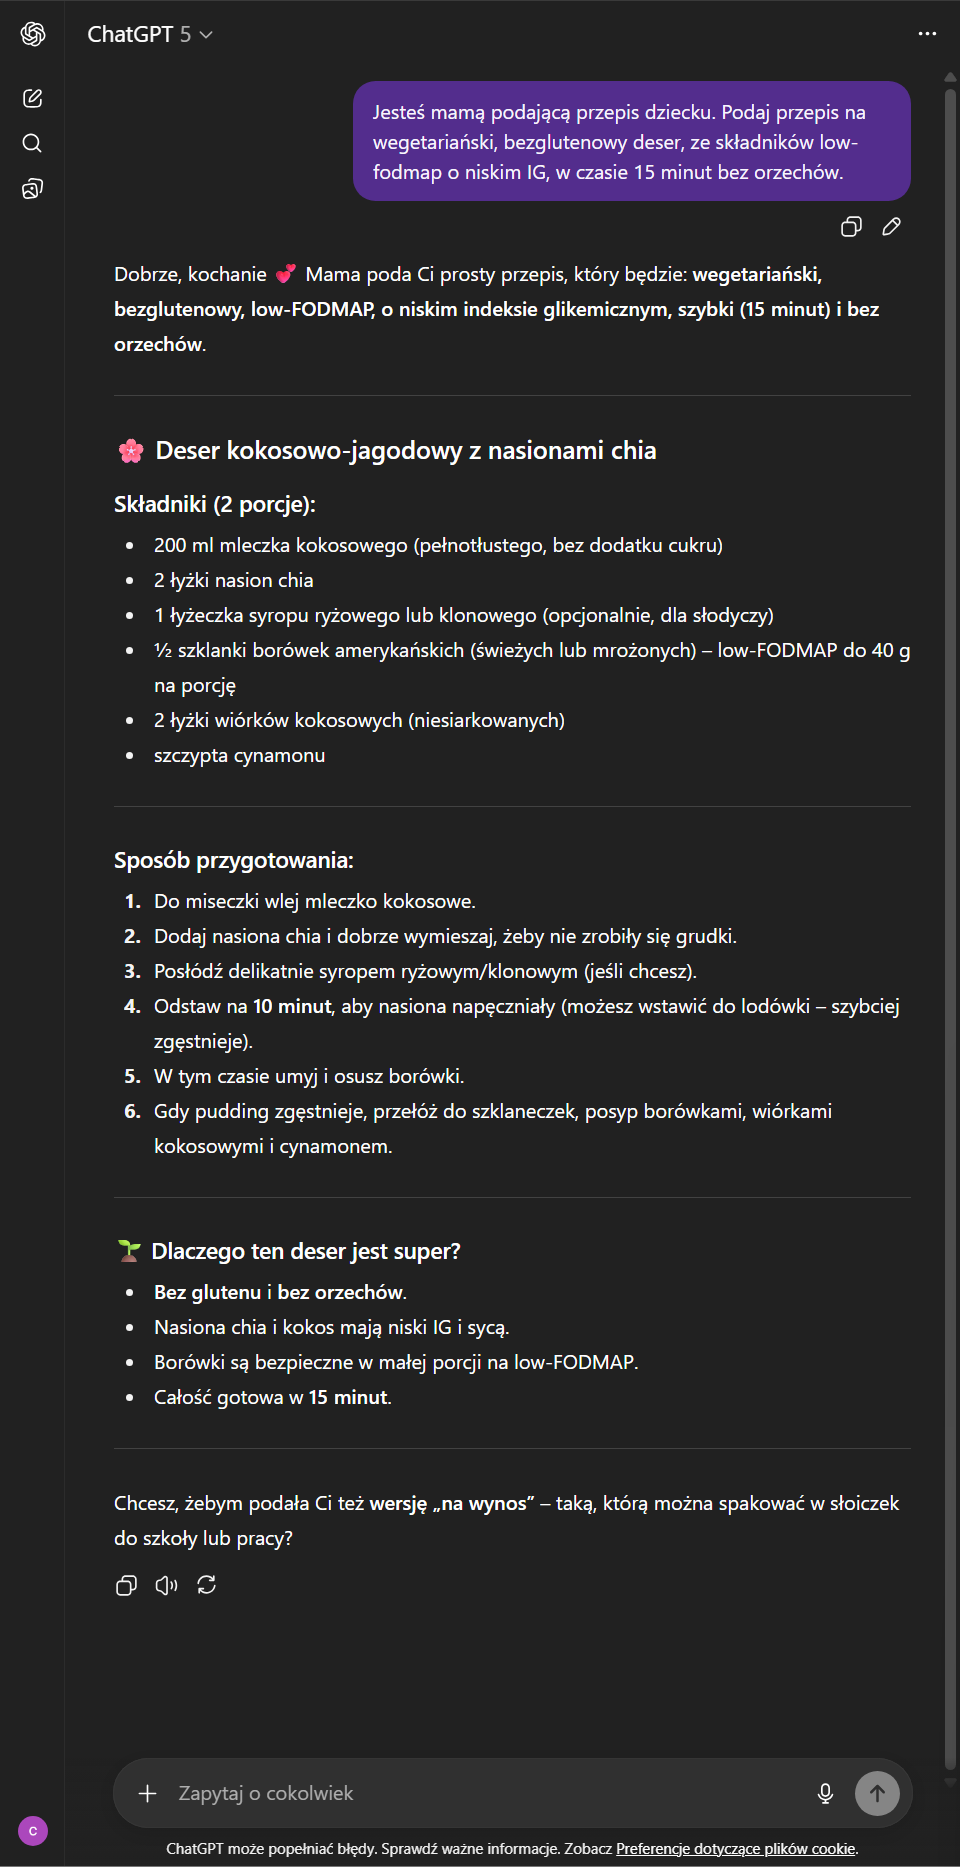 ChatGPT 5
Jesteś mamą podającą przepis dziecku. Podaj przepis na
wegetariański, bezglutenowy deser, ze składników low-
fodmap o niskim IG, w czasie 15 minut bez orzechów.
Dobrze, kochanie 💕 Mama poda Ci prosty przepis, który będzie: wegetariański,
bezglutenowy, low-FODMAP, o niskim indeksie glikemicznym, szybki (15 minut) i bez
orzechów.
🌸 Deser kokosowo-jagodowy z nasionami chia
Składniki (2 porcje):
• 200 ml mleczka kokosowego (pełnotłustego, bez dodatku cukru)
• 2 łyżki nasion chia
• 1 łyżeczka syropu ryżowego lub klonowego (opcjonalnie, dla słodyczy)
• ½ szklanki borówek amerykańskich (świeżych lub mrożonych) – low-FODMAP do 40 g
na porcję
• 2 łyżki wiórków kokosowych (niesiarkowanych)
• szczypta cynamonu
Sposób przygotowania:
1. Do miseczki wlej mleczko kokosowe.
2. Dodaj nasiona chia i dobrze wymieszaj, żeby nie zrobiły się grudki.
3. Posłódź delikatnie syropem ryżowym/klonowym (jeśli chcesz).
4. Odstaw na 10 minut, aby nasiona napęczniały (możesz wstawić do lodówki – szybciej
zgęstnieje).
5. W tym czasie umyj i osusz borówki.
6. Gdy pudding zgęstnieje, przełóż do szklaneczek, posyp borówkami, wiórkami
kokosowymi i cynamonem.
🌱 Dlaczego ten deser jest super?
• Bez glutenu i bez orzechów.
• Nasiona chia i kokos mają niski IG i sycą.
• Borówki są bezpieczne w małej porcji na low-FODMAP.
• Całość gotowa w 15 minut.
Chcesz, żebym podała Ci też wersję „na wynos” – taką, którą można spakować w słoiczek
do szkoły lub pracy?
Zapytaj o cokolwiek
C
ChatGPT może popełniać błędy. Sprawdź ważne informacje. Zobacz Preferencje dotyczące plików cookie.